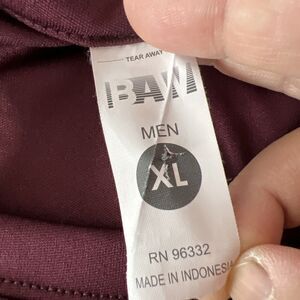 TEAR AWAY
BAW
MEN
XL
RN 96332
MADE IN INDONESIA